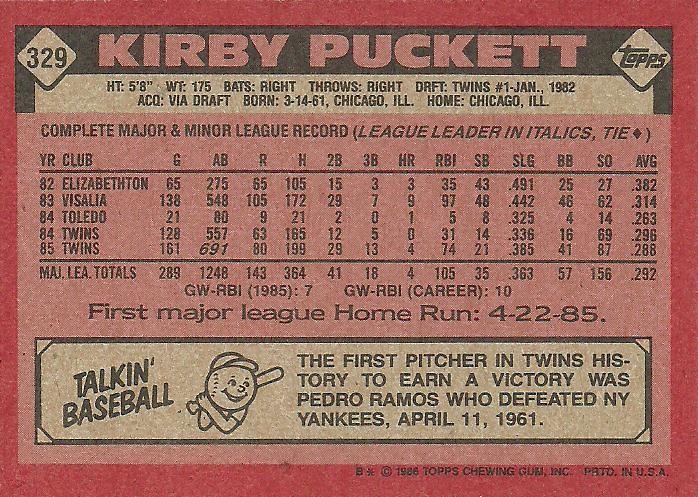 329
KIRBY PUCKETT
topps
HT: 5'8" WT: 175 BATS: RIGHT THROWS: RIGHT DRFT: TWINS #1-JAN., 1982
ACQ: VIA DRAFT BORN: 3-14-61, CHICAGO, ILL. HOME: CHICAGO, ILL.
COMPLETE MAJOR & MINOR LEAGUE RECORD (LEAGUE LEADER IN ITALICS, TIE♦)
YR CLUB G AB R H 2B 3B HR RBI SB SLG BB SO AVG
82 ELIZABETHTON 65 275 65 105 15 3 3 35 43 .491 25 27 .382
83 VISALIA 138 548 105 172 29 7 9 97 48 .442 46 62 .314
84 TOLEDO 21 80 9 21 2 0 1 5 8 .325 4 14 .263
84 TWINS 128 557 63 165 12 5 0 31 14 .336 16 69 .296
85 TWINS 161 691 80 199 29 13 4 74 21 .385 41 87 .288
MAJ. LEA. TOTALS 289 1248 143 364 41 18 4 105 35 .363 57 156 .292
GW-RBI (1985): 7 GW-RBI (CAREER): 10
First major league Home Run: 4-22-85.
TALKIN'
BASEBALL
THE FIRST PITCHER IN TWINS HIS-
TORY TO EARN A VICTORY WAS
PEDRO RAMOS WHO DEFEATED NY
YANKEES, APRIL 11, 1961.
B* © 1986 TOPPS CHEWING GUM, INC. PRTD. IN U.S.A.